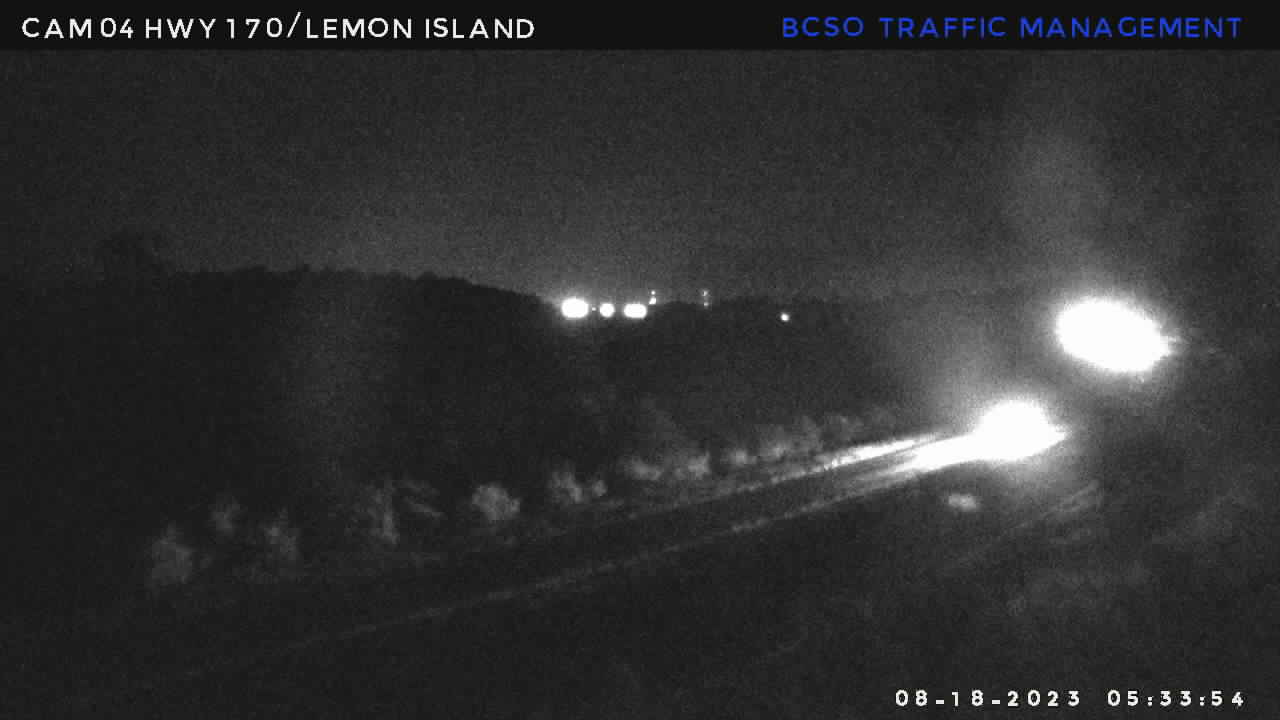 CAM04 HWY 170/LEMON ISLAND
BCSO TRAFFIC MANAGEMENT
08-18-2023 05:33:54